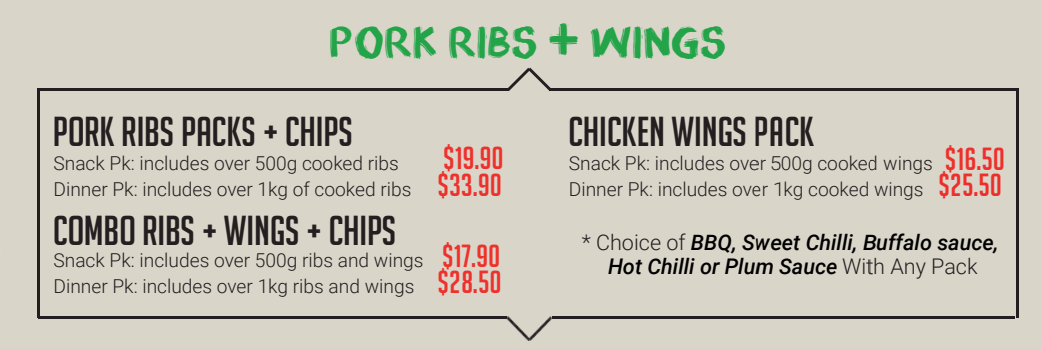 PORK RIBS + WINGS
PORK RIBS PACKS + CHIPS
Snack Pk: includes over 500g cooked ribs $19.90
Dinner Pk: includes over 1kg of cooked ribs $33.90
COMBO RIBS + WINGS + CHIPS
Snack Pk: includes over 500g ribs and wings $17.90
Dinner Pk: includes over 1kg ribs and wings $28.50
CHICKEN WINGS PACK
Snack Pk: includes over 500g cooked wings $16.50
Dinner Pk: includes over 1kg cooked wings $25.50
* Choice of BBQ, Sweet Chilli, Buffalo sauce,
Hot Chilli or Plum Sauce With Any Pack